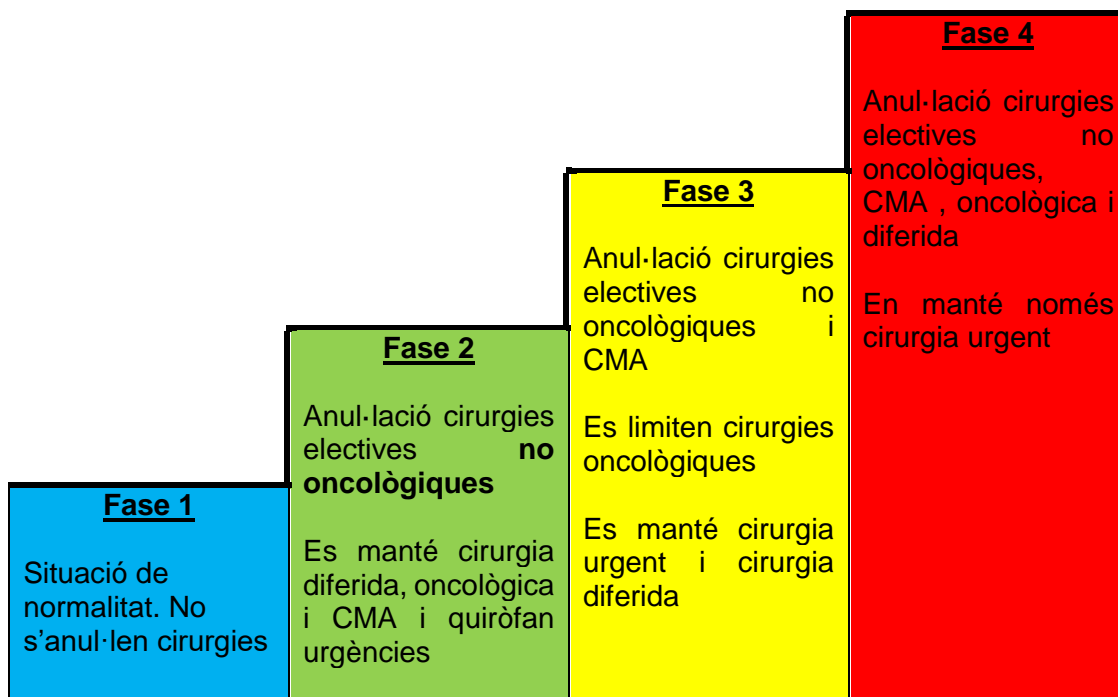 Fase 1
Situació de
normalitat. No
s'anul·len cirurgies
Fase 2
Anul·lació cirurgies
electives no
oncològiques
Es manté cirurgia
diferida, oncològica
i CMA i quiròfan
urgències
Fase 3
Anul·lació cirurgies
electives no
oncològiques i
CMA
Es limiten cirurgies
oncològiques
Es manté cirurgia
urgent i cirurgia
diferida
Fase 4
Anul·lació cirurgies
electives no
oncològiques,
CMA , oncològica i
diferida
En manté només
cirurgia urgent